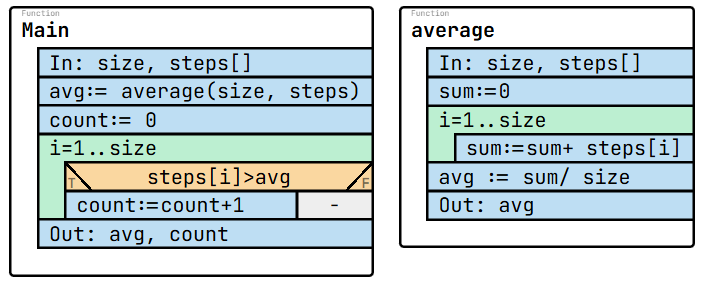 Function
Main
In: size, steps[]
avg:= average(size, steps)
count:= 0
i=1..size
steps[i]>avg
T
F
count:=count+1
-
Out: avg, count
Function
average
In: size, steps[]
sum:=0
i=1..size
sum:=sum+ steps[i]
avg := sum/ size
Out: avg